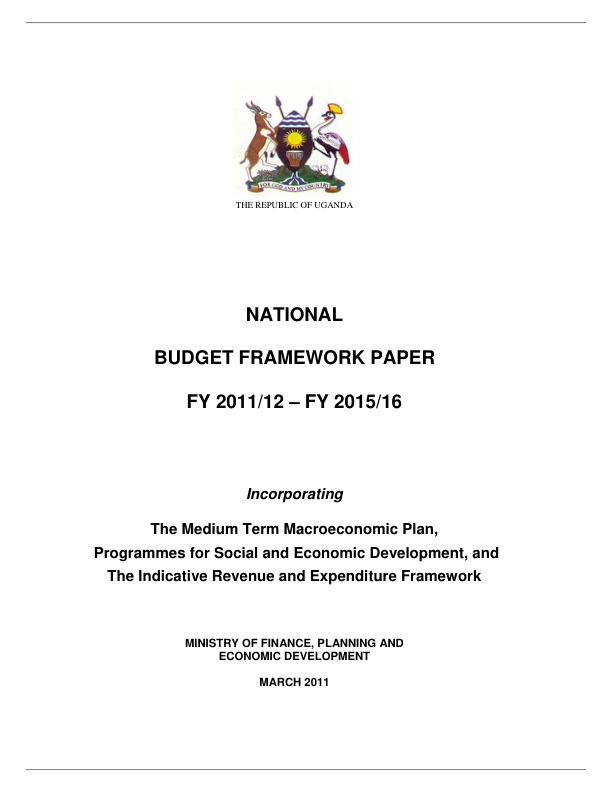 FOR GOD AND MY COUNTRY
THE REPUBLIC OF UGANDA
NATIONAL
BUDGET FRAMEWORK PAPER
FY 2011/12 – FY 2015/16
Incorporating
The Medium Term Macroeconomic Plan,
Programmes for Social and Economic Development, and
The Indicative Revenue and Expenditure Framework
MINISTRY OF FINANCE, PLANNING AND
ECONOMIC DEVELOPMENT
MARCH 2011